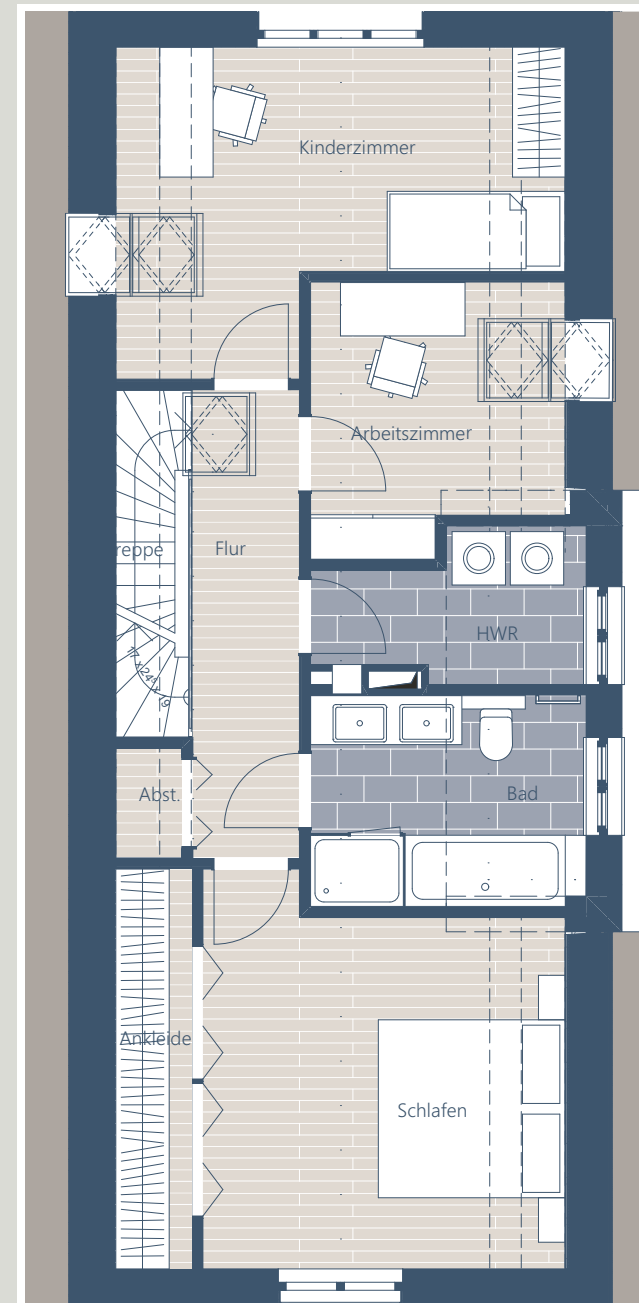 Kinderzimmer
Arbeitszimmer
reppe
Flur
HWR
Abst.
Bad
Ankleide
Schlafen